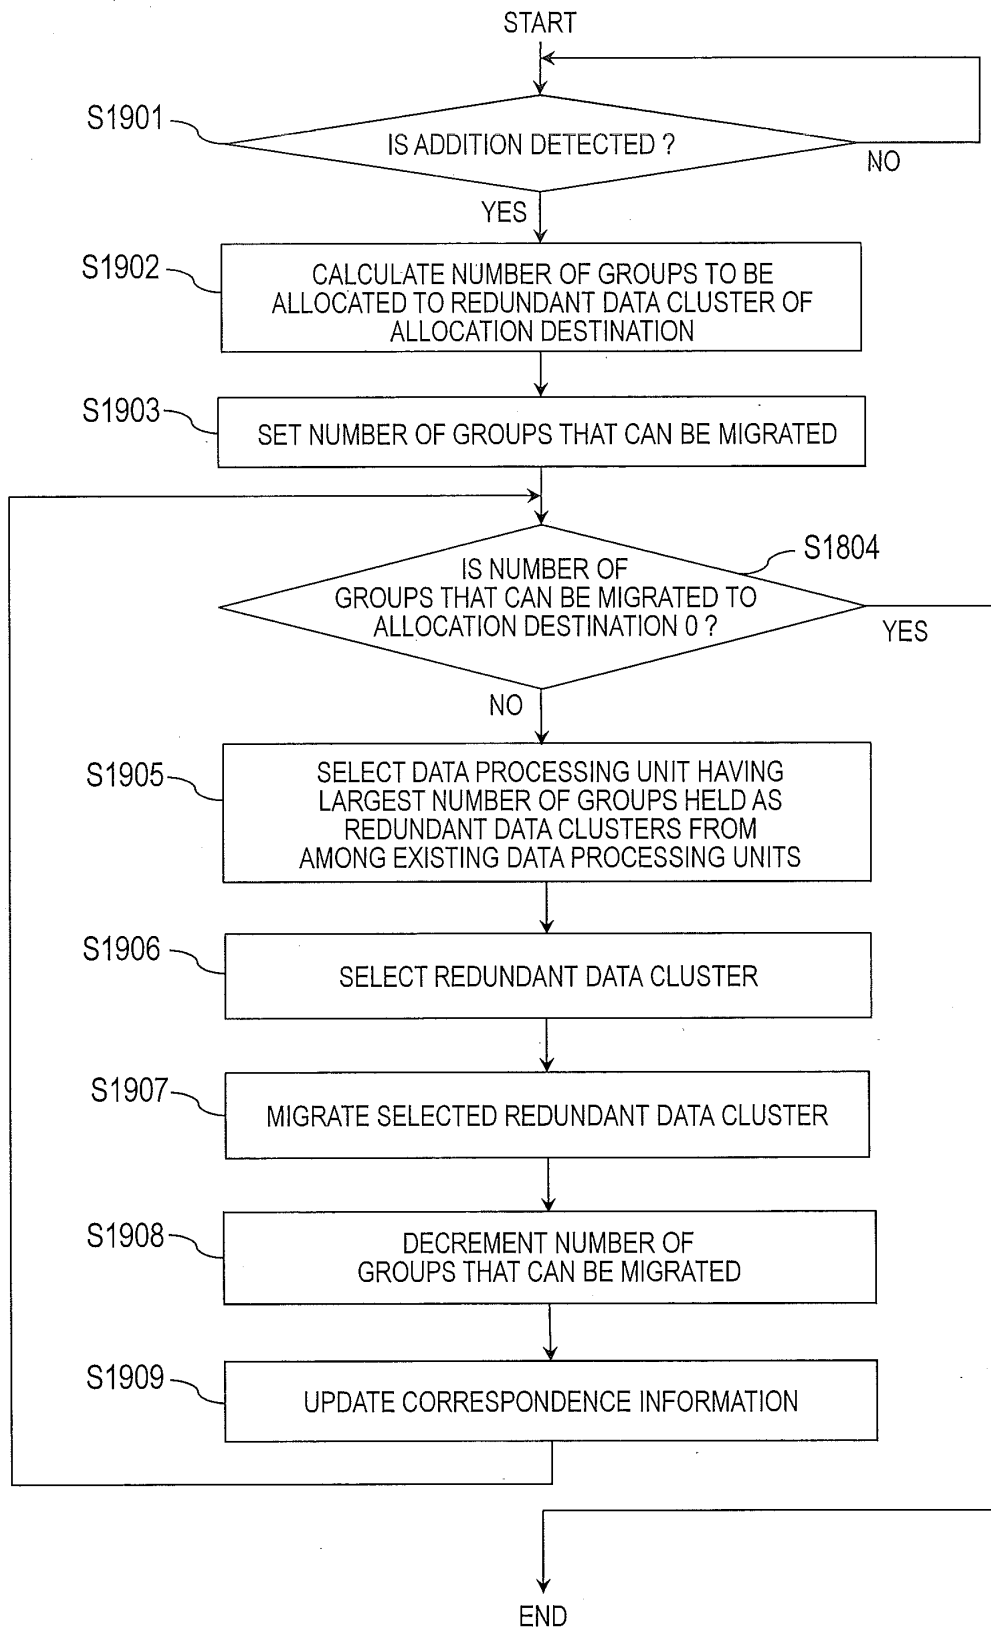 START
S1901
IS ADDITION DETECTED ?
NO
YES
S1902
CALCULATE NUMBER OF GROUPS TO BE
ALLOCATED TO REDUNDANT DATA CLUSTER OF
ALLOCATION DESTINATION
S1903
SET NUMBER OF GROUPS THAT CAN BE MIGRATED
S1804
IS NUMBER OF
GROUPS THAT CAN BE MIGRATED TO
ALLOCATION DESTINATION 0 ?
YES
NO
S1905
SELECT DATA PROCESSING UNIT HAVING
LARGEST NUMBER OF GROUPS HELD AS
REDUNDANT DATA CLUSTERS FROM
AMONG EXISTING DATA PROCESSING UNITS
S1906
SELECT REDUNDANT DATA CLUSTER
S1907
MIGRATE SELECTED REDUNDANT DATA CLUSTER
S1908
DECREMENT NUMBER OF
GROUPS THAT CAN BE MIGRATED
S1909
UPDATE CORRESPONDENCE INFORMATION
END